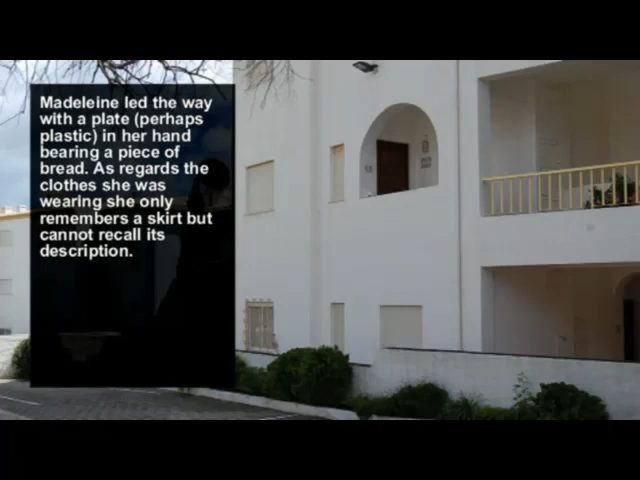 Madeleine led the way
with a plate (perhaps
plastic) in her hand
bearing a piece of
bread. As regards the
clothes she was
wearing she only
remembers a skirt but
cannot recall its
description.